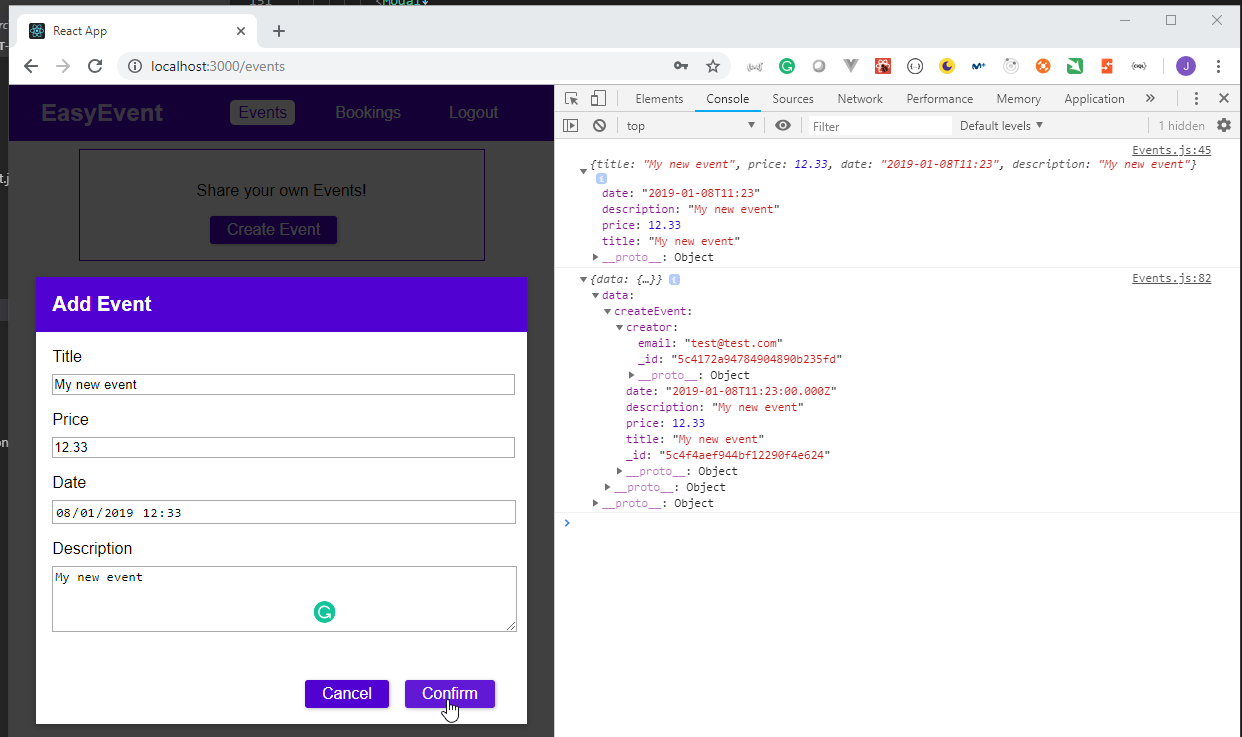 151 <Modal
React App
localhost:3000/events
J
EasyEvent Events Bookings Logout
Share your own Events!
Create Event
Add Event
Title
My new event
Price
12.33
Date
08/01/2019 12:33
Description
My new event
Cancel Confirm
Elements Console Sources Network Performance Memory Application »
top Filter Default levels 1 hidden
Events.js:45
{title: "My new event", price: 12.33, date: "2019-01-08T11:23", description: "My new event"}
date: "2019-01-08T11:23"
description: "My new event"
price: 12.33
title: "My new event"
__proto__: Object
{data: {…}} Events.js:82
data:
createEvent:
creator:
email: "test@test.com"
_id: "5c4172a94784904890b235fd"
__proto__: Object
date: "2019-01-08T11:23:00.000Z"
description: "My new event"
price: 12.33
title: "My new event"
_id: "5c4f4aef944bf12290f4e624"
__proto__: Object
__proto__: Object
__proto__: Object